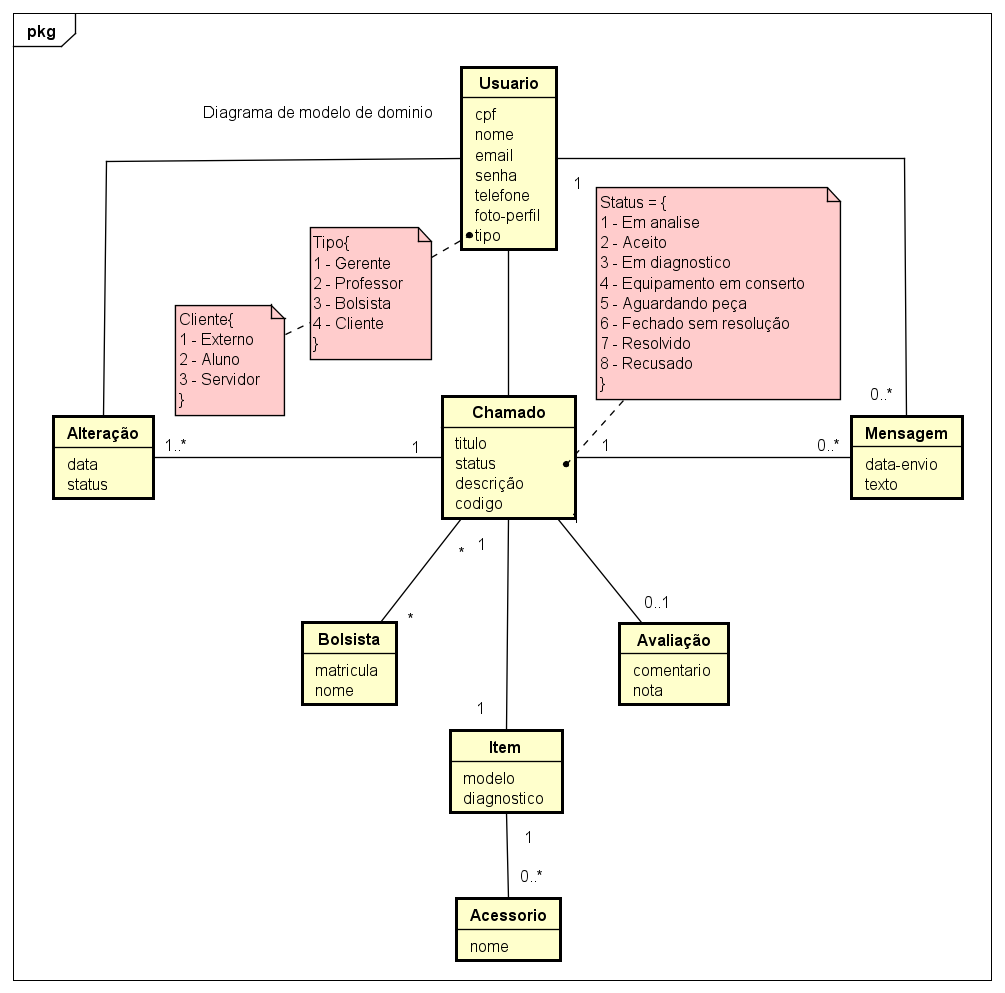 pkg
Diagrama de modelo de dominio
Usuario
cpf
nome
email
senha
telefone
foto-perfil
tipo
1
Status = {
1 - Em analise
2 - Aceito
3 - Em diagnostico
4 - Equipamento em conserto
5 - Aguardando peça
6 - Fechado sem resolução
7 - Resolvido
8 - Recusado
}
Tipo{
1 - Gerente
2 - Professor
3 - Bolsista
4 - Cliente
}
Cliente{
1 - Externo
2 - Aluno
3 - Servidor
}
0..*
Alteração
data
status
1..*
1
Chamado
titulo
status
descrição
codigo
1
0..*
Mensagem
data-envio
texto
*
1
1
*
0..1
Bolsista
matricula
nome
Avaliação
comentario
nota
1
Item
modelo
diagnostico
1
0..*
Acessorio
nome